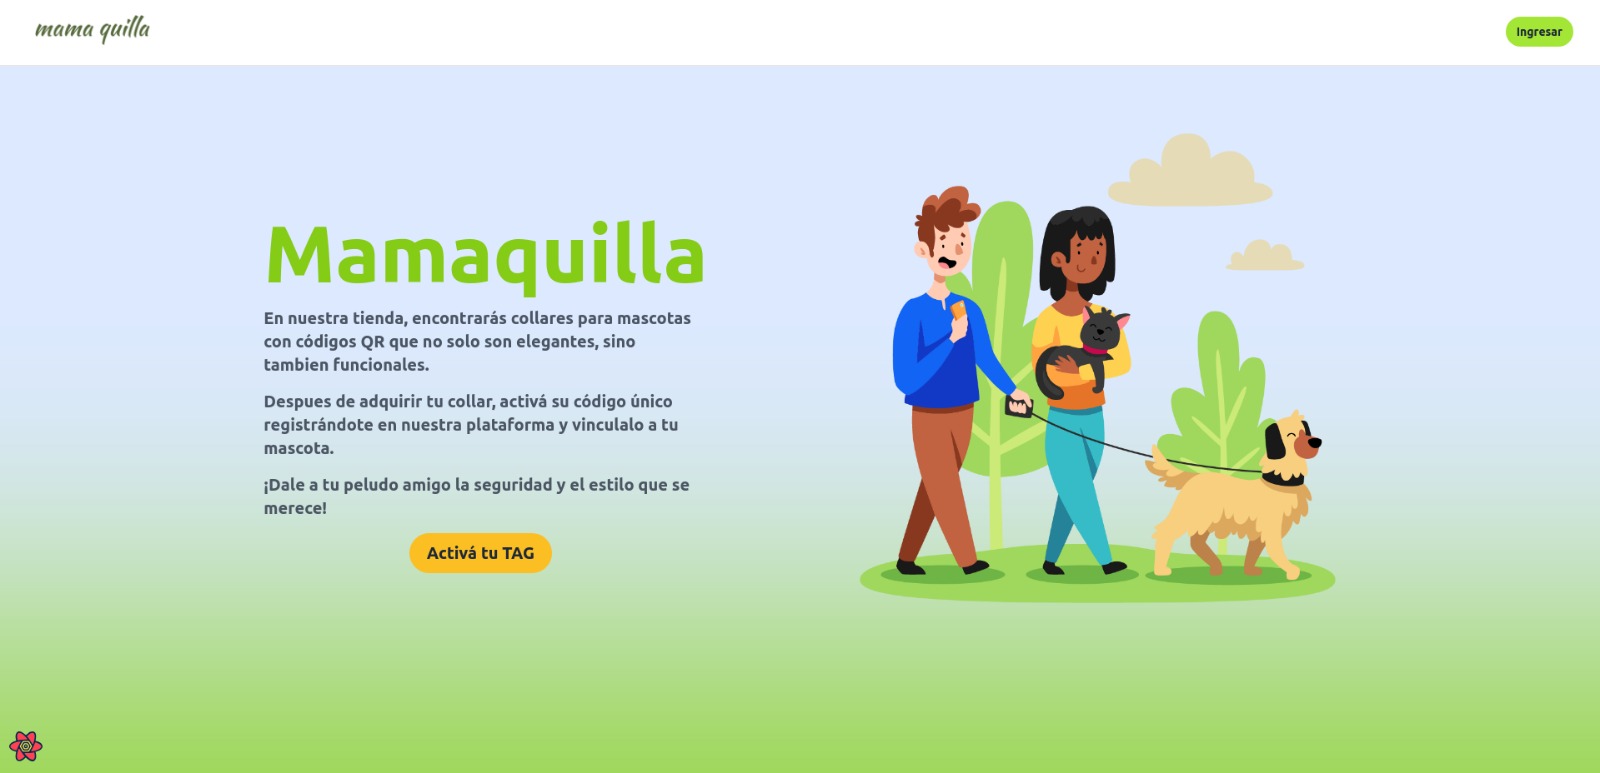 mama quilla
Ingresar
Mamaquilla
En nuestra tienda, encontrarás collares para mascotas
con códigos QR que no solo son elegantes, sino
tambien funcionales.
Despues de adquirir tu collar, activá su código único
registrándote en nuestra plataforma y vinculalo a tu
mascota.
¡Dale a tu peludo amigo la seguridad y el estilo que se
merece!
Activá tu TAG